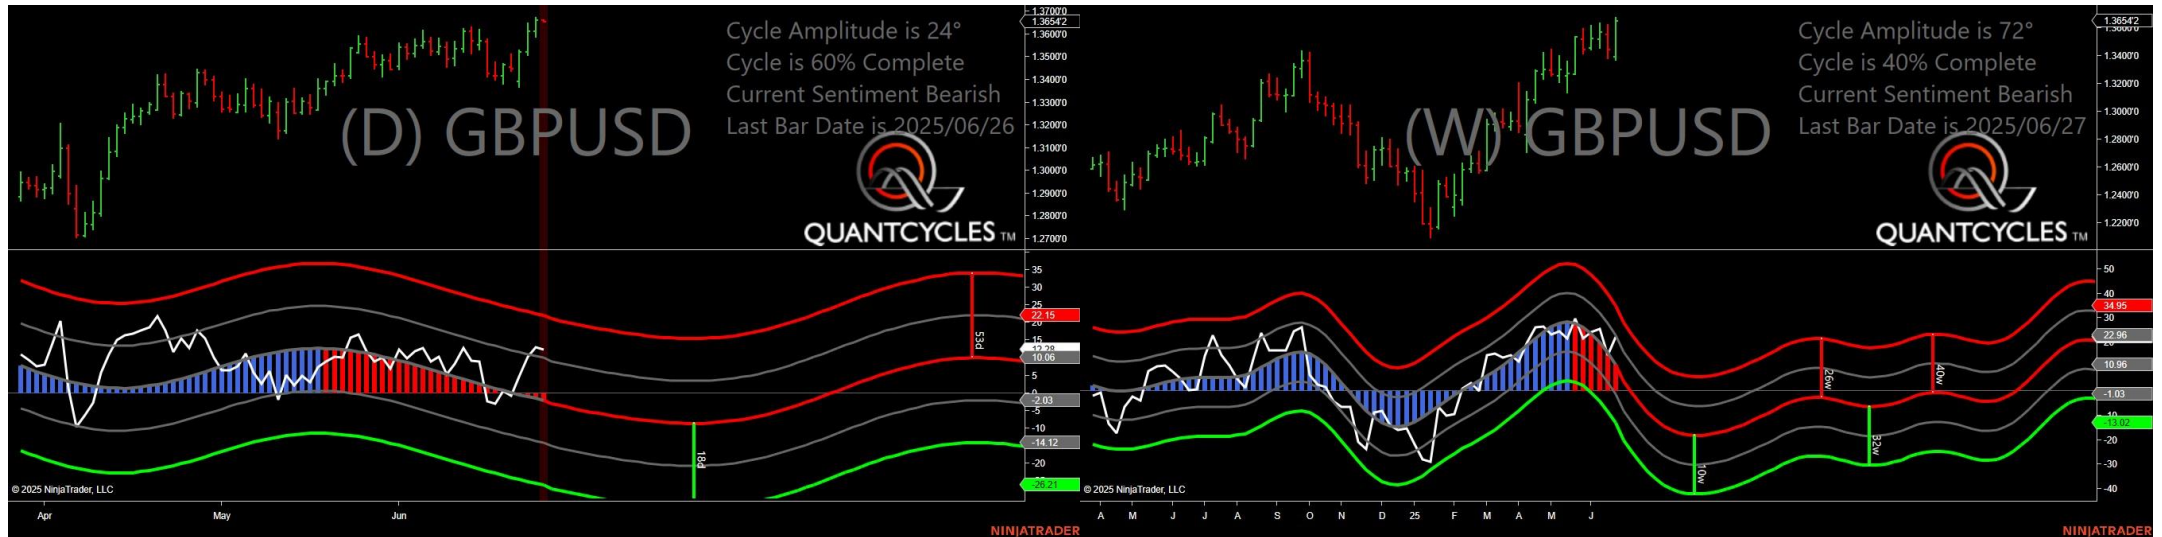 Cycle Amplitude is 24°
Cycle is 60% Complete
Current Sentiment Bearish
Last Bar Date is 2025/06/26
(D) GBPUSD
QUANTCYCLES TM
1.3700'0
1.3654'2
1.3600'0
1.3500'0
1.3400'0
1.3300'0
1.3200'0
1.3100'0
1.3000'0
1.2900'0
1.2800'0
1.2700'0
35
30
25
22.15
20
15
10.06
5
0
-2.03
-5
-10
-14.12
-20
-26.21
53d
18d
© 2025 NinjaTrader, LLC
Apr May Jun
NINJATRADER
Cycle Amplitude is 72°
Cycle is 40% Complete
Current Sentiment Bearish
Last Bar Date is 2025/06/27
(W) GBPUSD
QUANTCYCLES TM
1.3654'2
1.3600'0
1.3400'0
1.3200'0
1.3000'0
1.2800'0
1.2600'0
1.2400'0
1.2200'0
50
40
34.95
30
22.96
10.96
-1.03
-10
-13.02
-20
-30
-40
26w
40w
10w
32w
© 2025 NinjaTrader, LLC
A M J J A S O N D 25 F M A M J
NINJATRADER